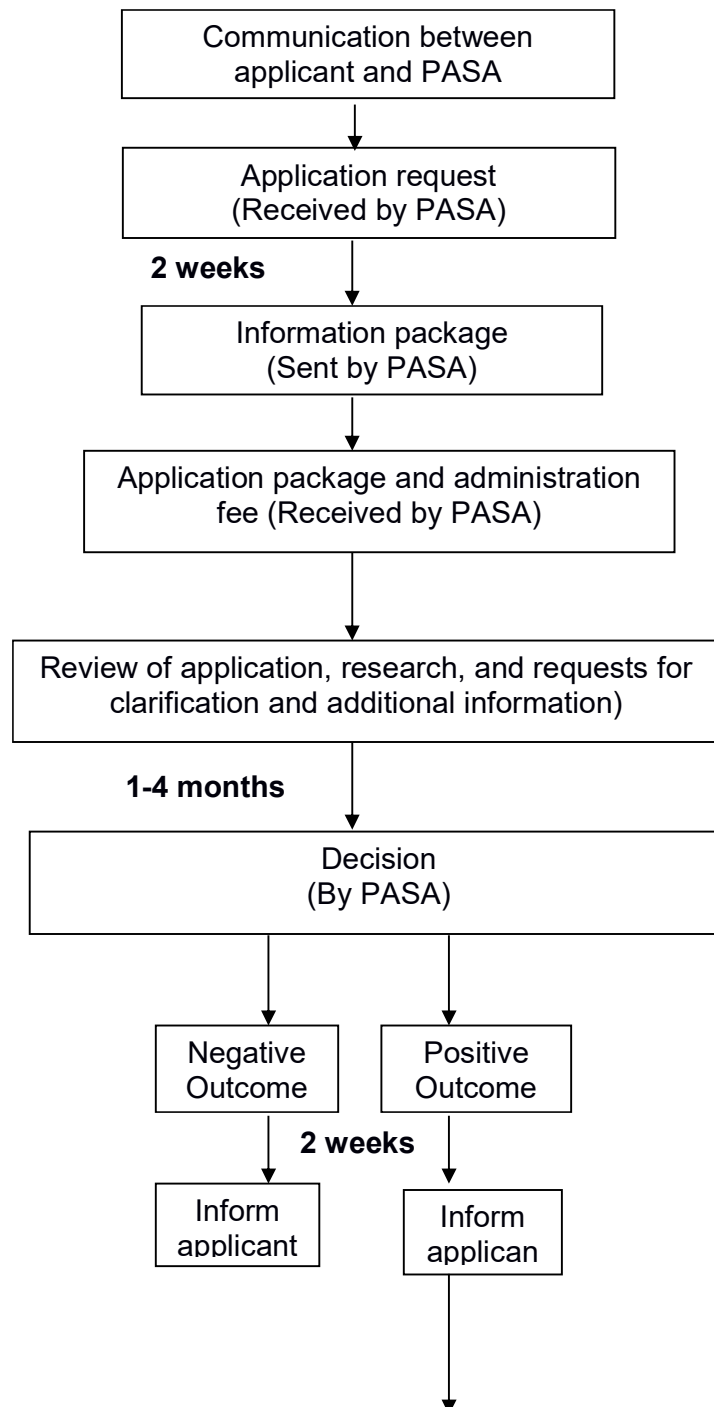 Communication between
applicant and PASA
Application request
(Received by PASA)
2 weeks
Information package
(Sent by PASA)
Application package and administration
fee (Received by PASA)
Review of application, research, and requests for
clarification and additional information)
1-4 months
Decision
(By PASA)
Negative
Outcome
Positive
Outcome
2 weeks
Inform
applicant
Inform
applican